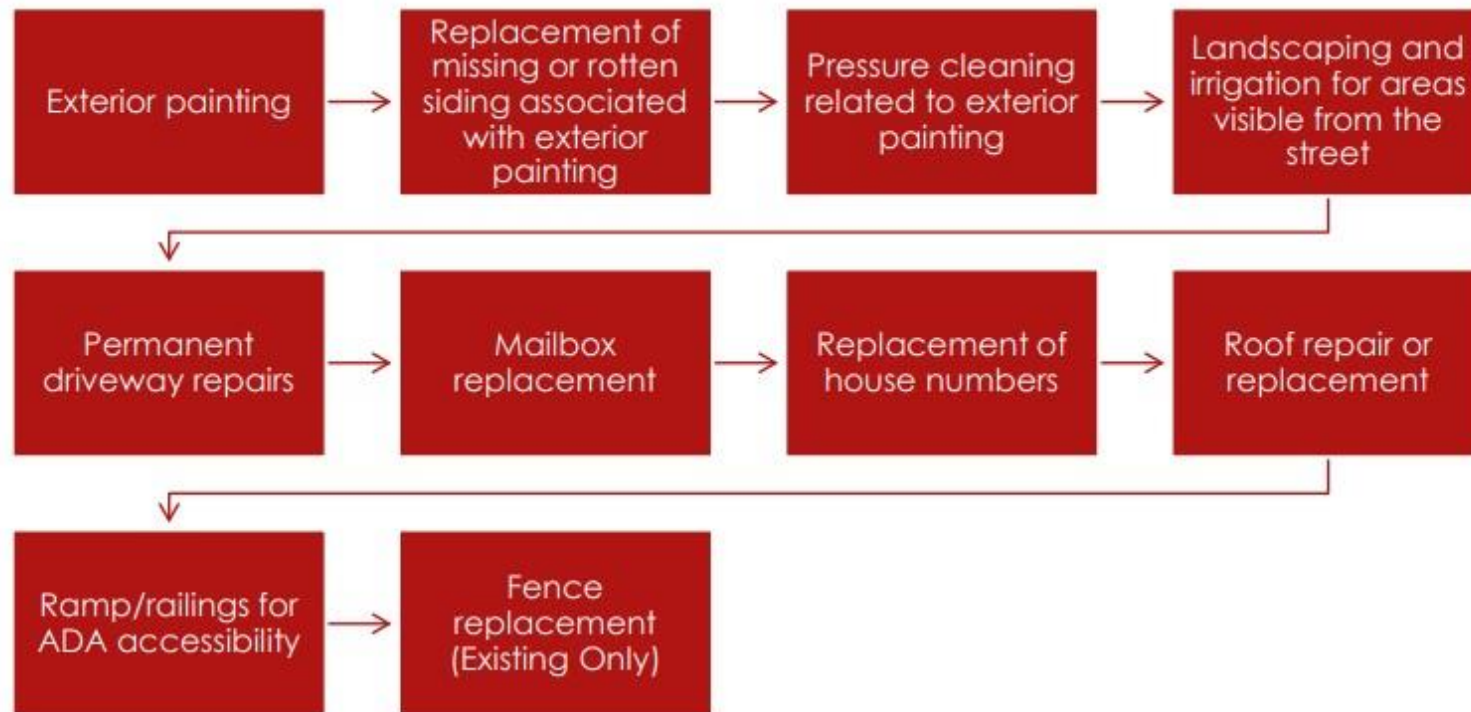 Exterior painting
Replacement of
missing or rotten
siding associated
with exterior
painting
Pressure cleaning
related to exterior
painting
Landscaping and
irrigation for areas
visible from the
street
Permanent
driveway repairs
Mailbox
replacement
Replacement of
house numbers
Roof repair or
replacement
Ramp/railings for
ADA accessibility
Fence
replacement
(Existing Only)